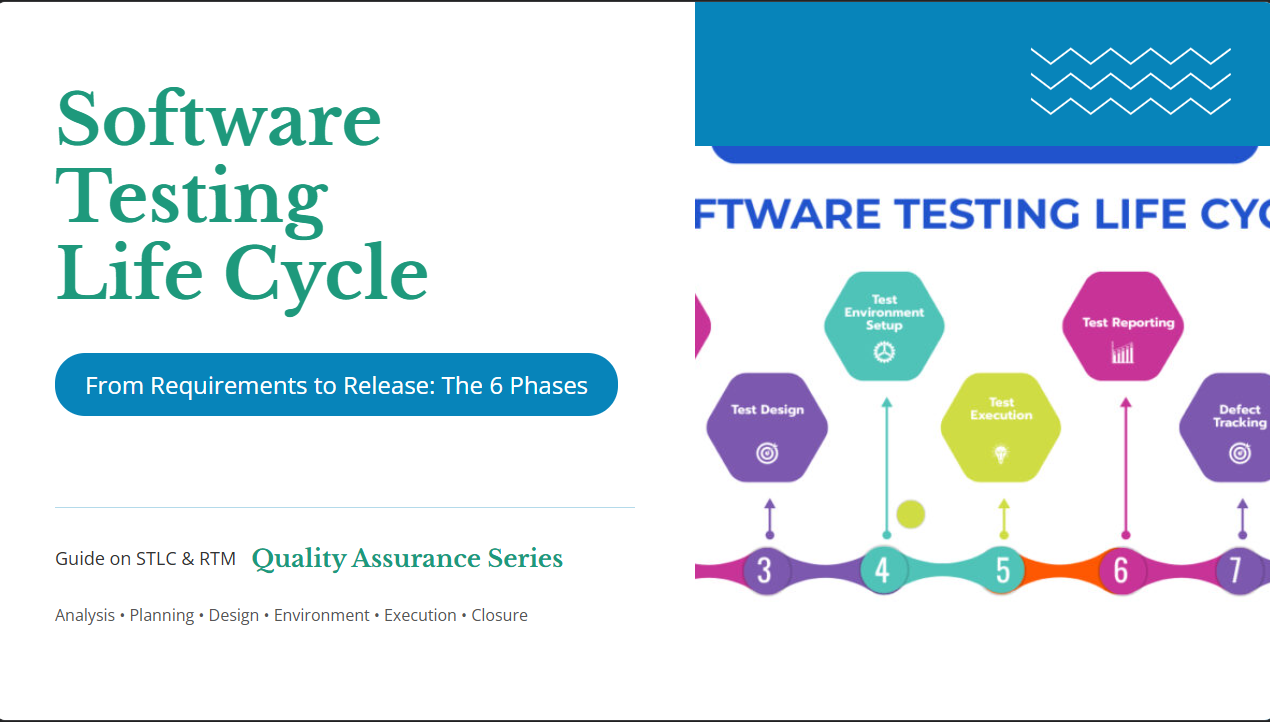 Software
Testing
Life Cycle
From Requirements to Release: The 6 Phases
Guide on STLC & RTM Quality Assurance Series
Analysis • Planning • Design • Environment • Execution • Closure
FTWARE TESTING LIFE CYC
Test
Environment
Setup
Test Reporting
Test Design
Test
Execution
Defect
Tracking
3 4 5 6 7